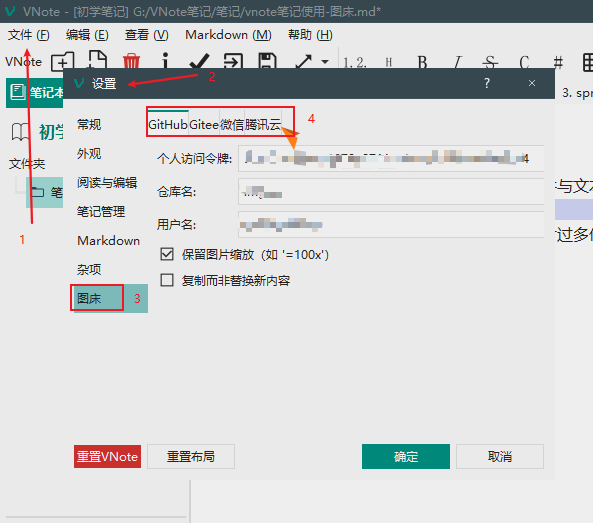 VNote - [初学笔记] G:/VNote笔记/笔记/vnote笔记使用-图床.md*
文件 (F) 编辑 (E) 查看 (V) Markdown (M) 帮助 (H)
VNote
1.2. H B I S C #
设置 2 ? ×
笔记本
3. spr
初学
文件夹
笔
1
常规
外观
阅读与编辑
笔记管理
Markdown
杂项
图床 3
GitHub Gitee 微信 腾讯云 4
个人访问令牌: 4
仓库名:
用户名:
保留图片缩放（如 '=100x'）
复制而非替换新内容
与文
过多
重置VNote 重置布局 确定 取消